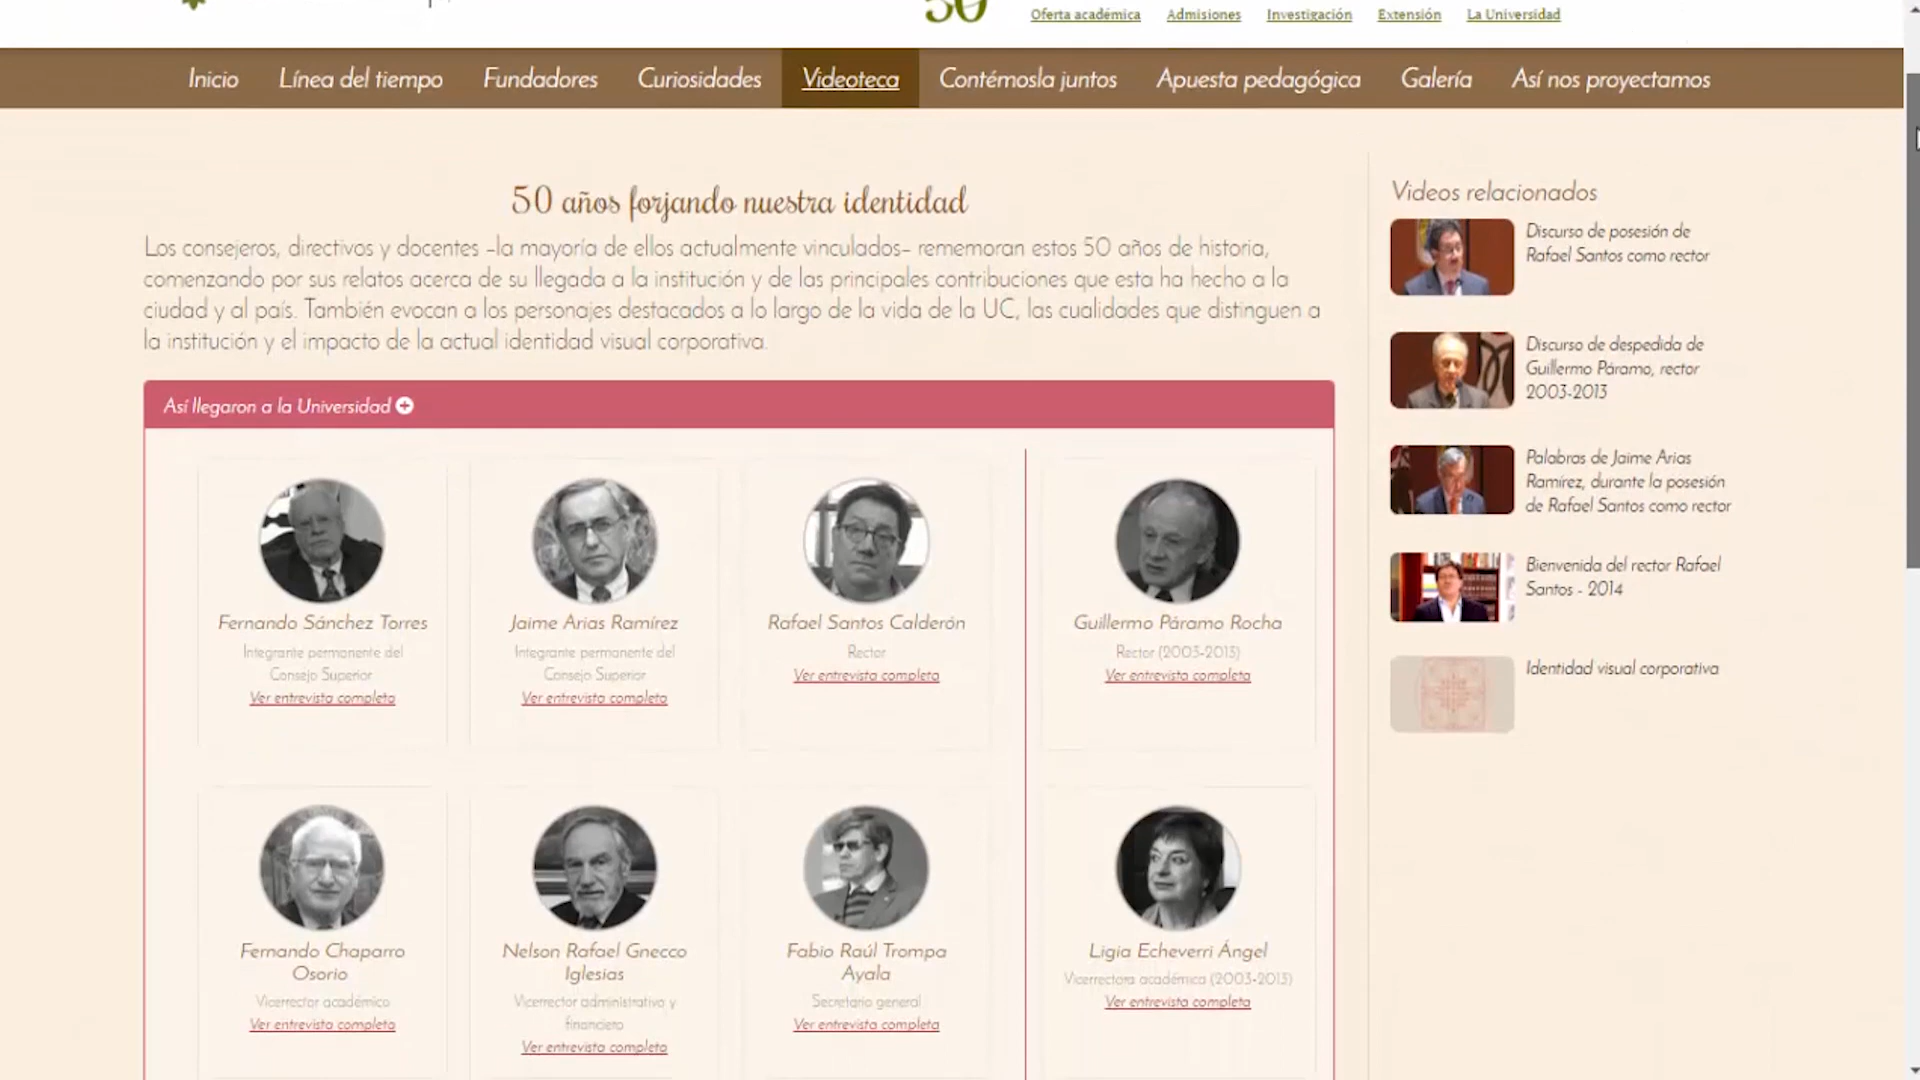 50
Oferta académica Admisiones Investigación Extensión La Universidad
Inicio Línea del tiempo Fundadores Curiosidades Videoteca Contémosla juntos Apuesta pedagógica Galería Así nos proyectamos
50 años forjando nuestra identidad
Los consejeros, directivos y docentes –la mayoría de ellos actualmente vinculados– rememoran estos 50 años de historia,
comenzando por sus relatos acerca de su llegada a la institución y de las principales contribuciones que esta ha hecho a la
ciudad y al país. También evocan a los personajes destacados a lo largo de la vida de la UC, las cualidades que distinguen a
la institución y el impacto de la actual identidad visual corporativa.
Así llegaron a la Universidad
Fernando Sánchez Torres
Integrante permanente del
Consejo Superior
Ver entrevista completa
Jaime Arias Ramírez
Integrante permanente del
Consejo Superior
Ver entrevista completa
Rafael Santos Calderón
Rector
Ver entrevista completa
Guillermo Páramo Rocha
Rector (2003-2013)
Ver entrevista completa
Fernando Chaparro
Osorio
Vicerrector académico
Ver entrevista completa
Nelson Rafael Gnecco
Iglesias
Vicerrector administrativo y
financiero
Ver entrevista completa
Fabio Raúl Trompa
Ayala
Secretario general
Ver entrevista completa
Ligia Echeverri Ángel
Vicerrectora académica (2003-2013)
Ver entrevista completa
Videos relacionados
Discurso de posesión de
Rafael Santos como rector
Discurso de despedida de
Guillermo Páramo, rector
2003-2013
Palabras de Jaime Arias
Ramírez, durante la posesión
de Rafael Santos como rector
Bienvenida del rector Rafael
Santos - 2014
Identidad visual corporativa